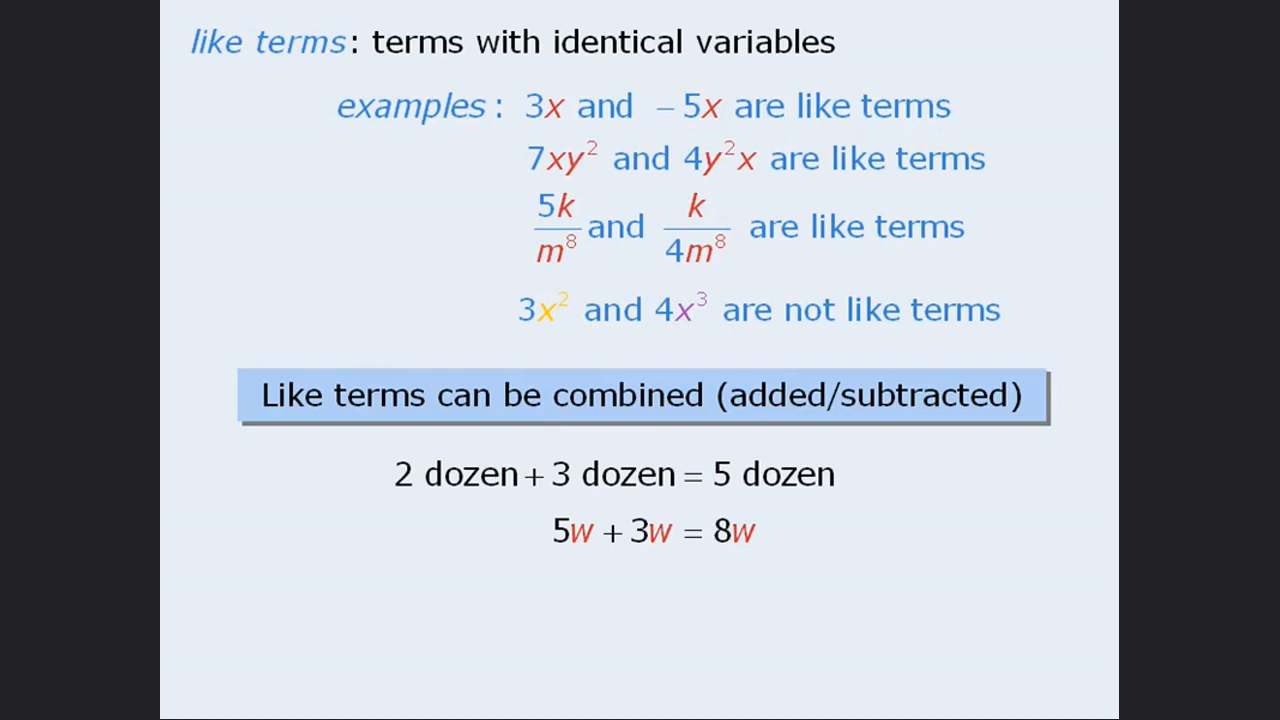 like terms: terms with identical variables
examples: 3x and −5x are like terms
7xy² and 4y²x are like terms
5k/m⁸ and k/4m⁸ are like terms
3x² and 4x³ are not like terms
Like terms can be combined (added/subtracted)
2 dozen + 3 dozen = 5 dozen
5w + 3w = 8w